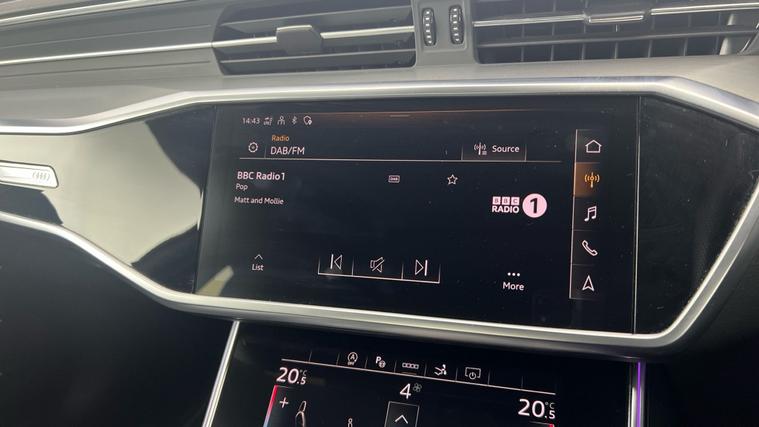 14:43
Radio
DAB/FM
Source
BBC Radio 1
DAB
Pop
Matt and Mollie
BBC
RADIO 1
List
More
OFF
P
20.5 °C
4
20.5 °C